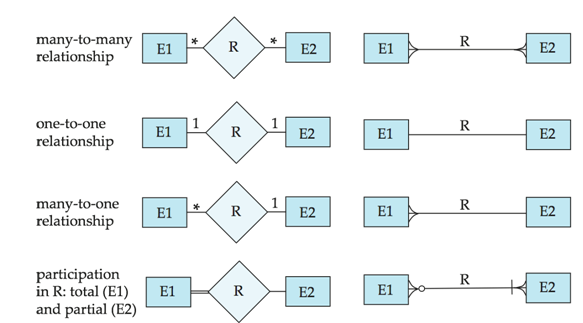 many-to-many
relationship
E1 * R * E2
E1 R E2
one-to-one
relationship
E1 1 R 1 E2
E1 R E2
many-to-one
relationship
E1 * R 1 E2
E1 R E2
participation
in R: total (E1)
and partial (E2)
E1 R E2
E1 R E2